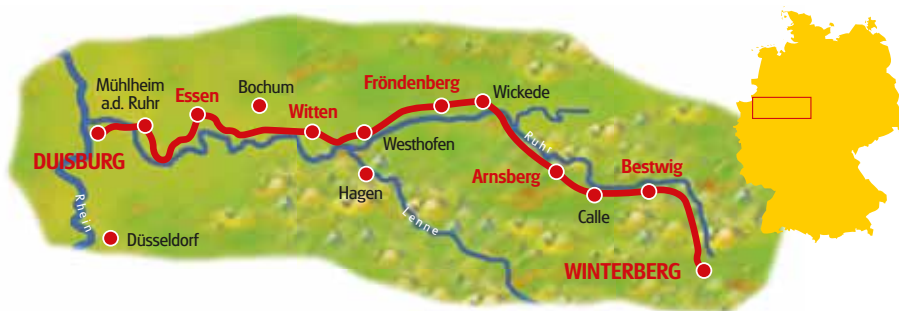 Mühlheim
a.d. Ruhr
Essen
Bochum
Witten
Fröndenberg
Wickede
DUISBURG
Westhofen
Ruhr
Arnsberg
Bestwig
Hagen
Calle
Rhein
Lenne
Düsseldorf
WINTERBERG